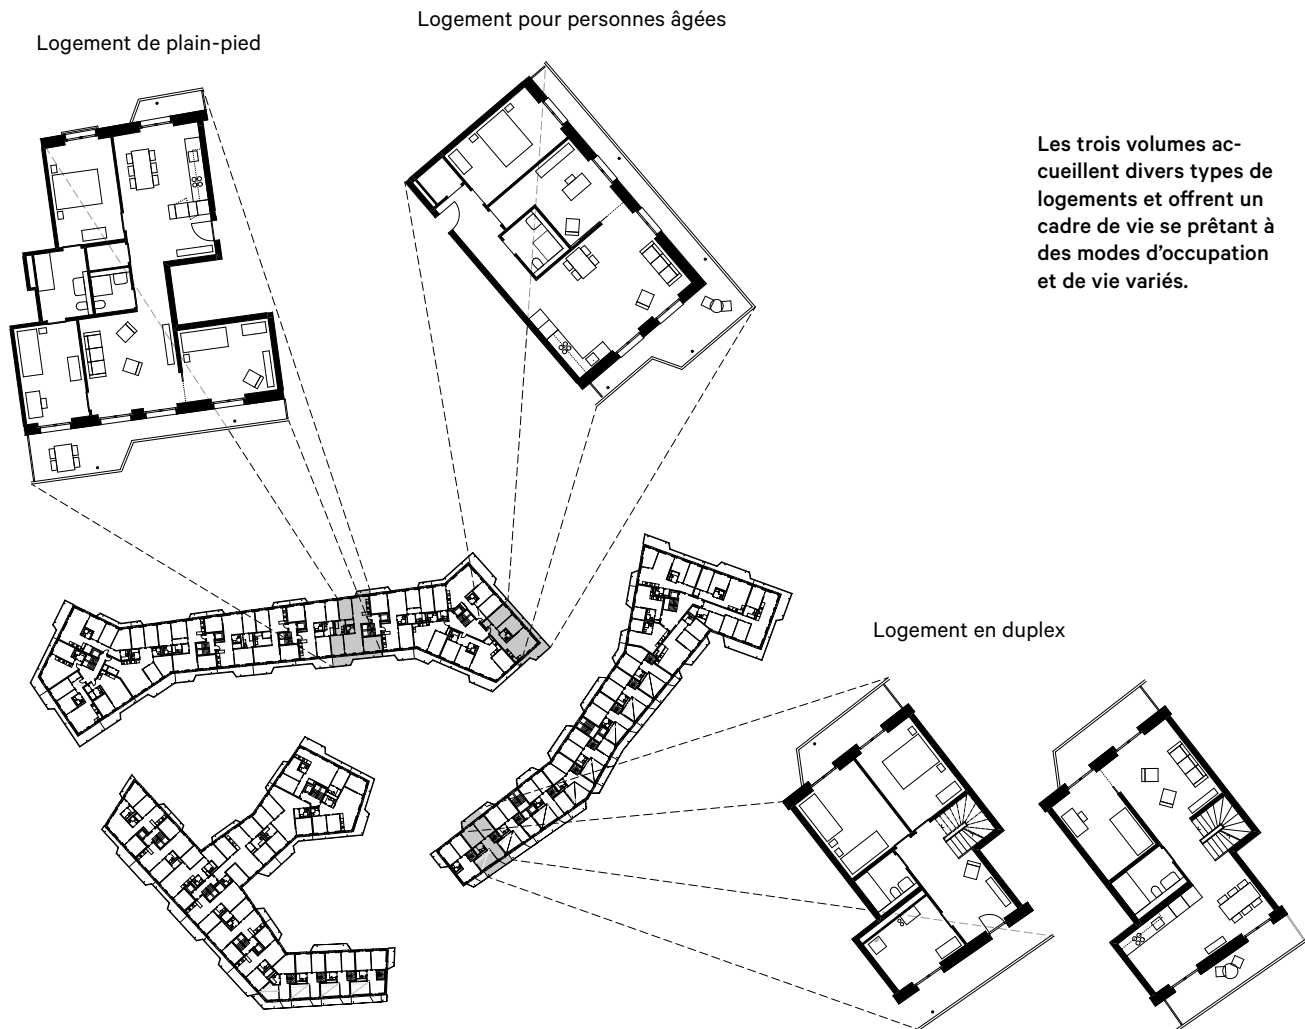 Logement pour personnes âgées
Logement de plain-pied
Les trois volumes ac-
cueillent divers types de
logements et offrent un
cadre de vie se prêtant à
des modes d’occupation
et de vie variés.
Logement en duplex